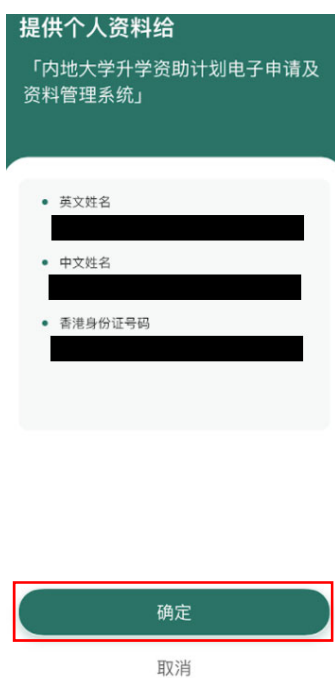 提供个人资料给
「内地大学升学资助计划电子申请及
资料管理系统」
英文姓名
中文姓名
香港身份证号码
确定
取消